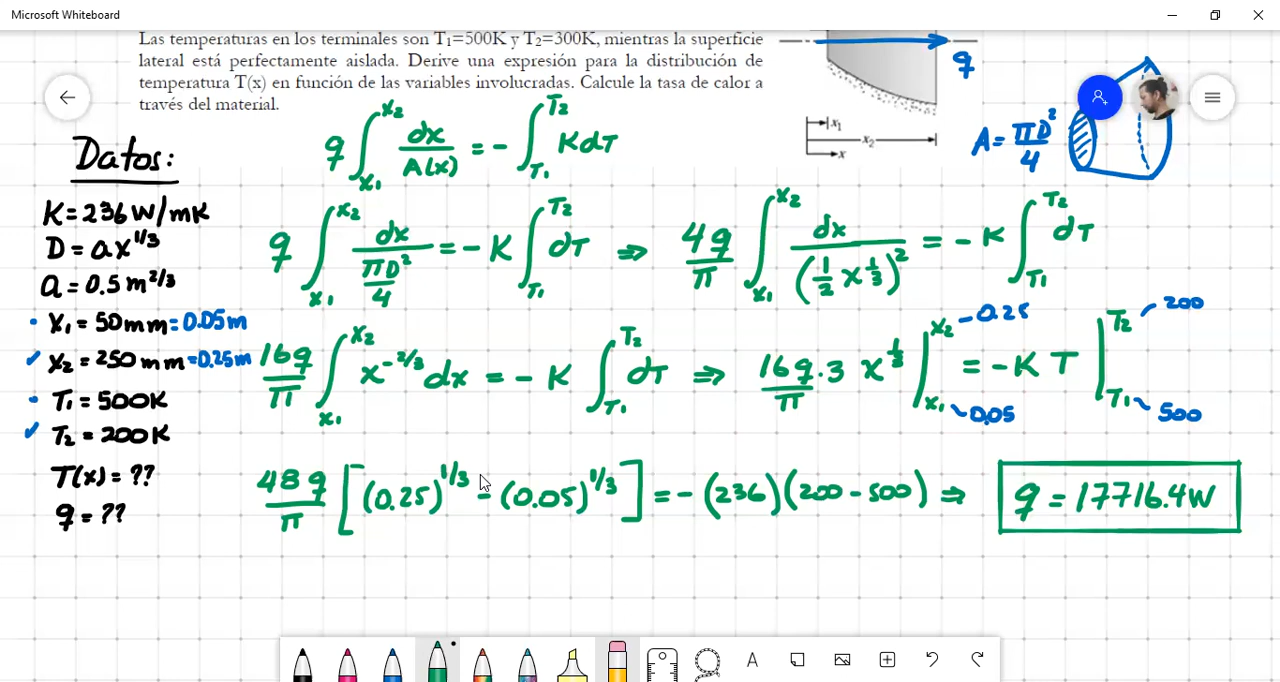 Microsoft Whiteboard
Las temperaturas en los terminales son T₁=500K y T₂=300K, mientras la superficie
lateral está perfectamente aislada. Derive una expresión para la distribución de
temperatura T(x) en función de las variables involucradas. Calcule la tasa de calor a
través del material.
q
x₁
x₂
x
A = πD²/4
Datos:
K = 236 W/mK
D = ax^1/3
a = 0.5 m^2/3
x₁ = 50 mm = 0.05 m
x₂ = 250 mm = 0.25 m
T₁ = 500K
T₂ = 200K
T(x) = ??
q = ??
q ∫x₁^x₂ dx/A(x) = - ∫T₁^T₂ K dT
q ∫x₁^x₂ dx/(πD²/4) = - K ∫T₁^T₂ dT ⇒ 4q/π ∫x₁^x₂ dx/(1/2 x^1/3)² = - K ∫T₁^T₂ dT
16q/π ∫x₁^x₂ x^-2/3 dx = - K ∫T₁^T₂ dT ⇒ 16q/π · 3 x^1/3 |x₁^x₂ = - K T |T₁^T₂
0.25
0.05
200
500
48q/π [(0.25)^1/3 - (0.05)^1/3] = - (236)(200 - 500) ⇒ q = 17716.4 W
A